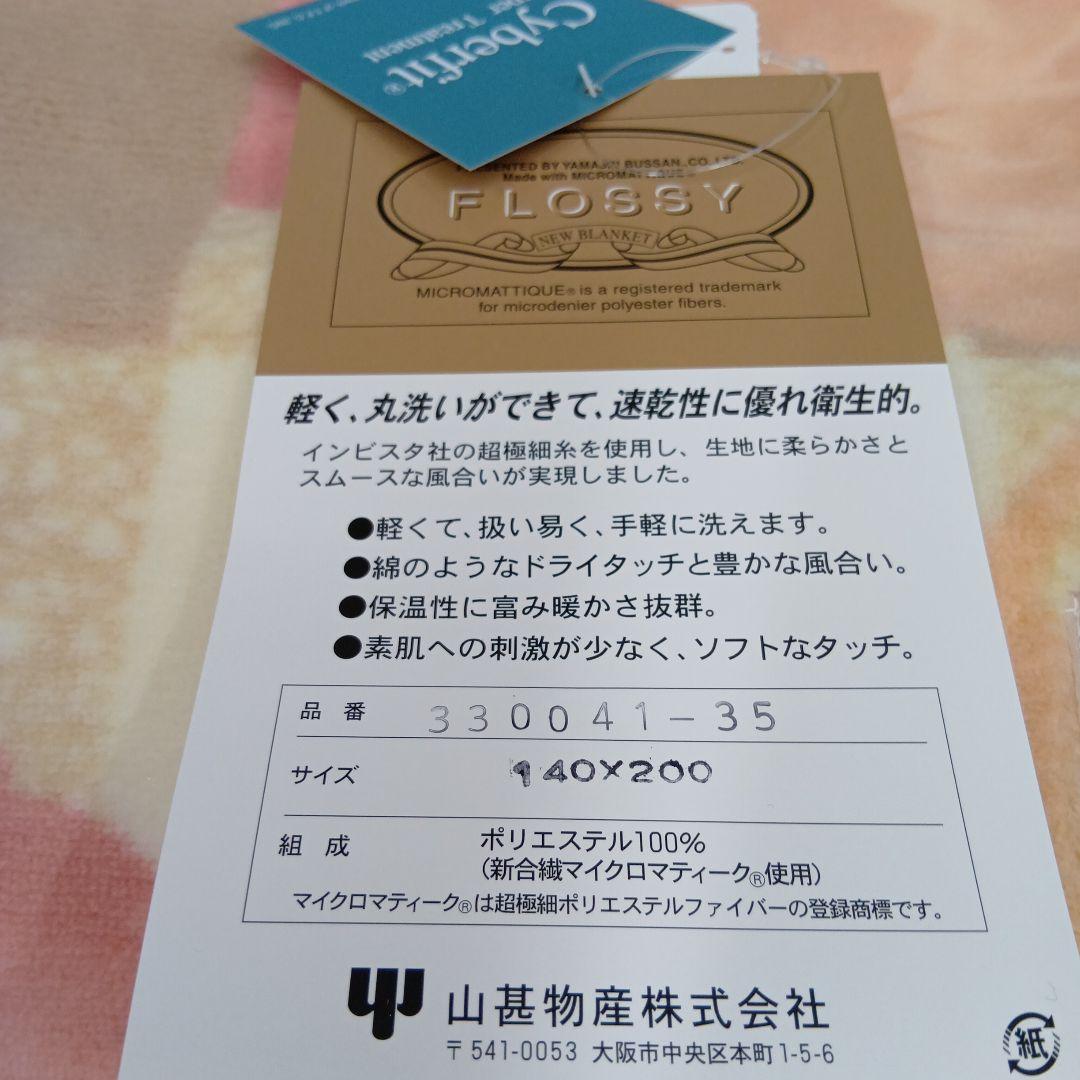 Cyberfit®
Treatment
PRESENTED BY YAMAJIN BUSSAN CO., LTD.
Made with MICROMATTIQUE®
FLOSSY
NEW BLANKET
MICROMATTIQUE® is a registered trademark
for microdenier polyester fibers.
軽く、丸洗いができて、速乾性に優れ衛生的。
インビスタ社の超極細糸を使用し、生地に柔らかさと
スムースな風合いが実現しました。
●軽くて、扱い易く、手軽に洗えます。
●綿のようなドライタッチと豊かな風合い。
●保温性に富み暖かさ抜群。
●素肌への刺激が少なく、ソフトなタッチ。
品番 330041-35
サイズ 140×200
組成 ポリエステル100%
(新合繊マイクロマティーク®使用)
マイクロマティーク®は超極細ポリエステルファイバーの登録商標です。
山甚物産株式会社
〒541-0053 大阪市中央区本町1-5-6
紙